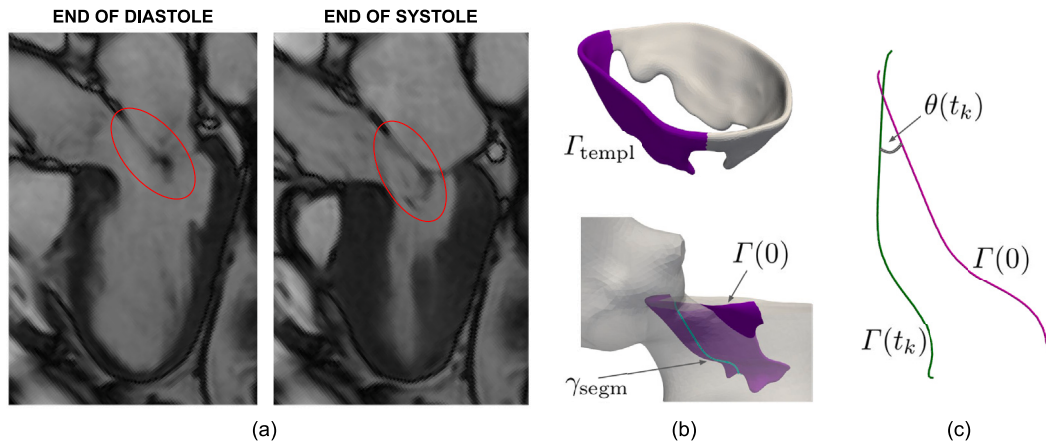 END OF DIASTOLE
END OF SYSTOLE
Γtempl
Γ(0)
γsegm
θ(tk)
Γ(0)
Γ(tk)
(a)
(b)
(c)